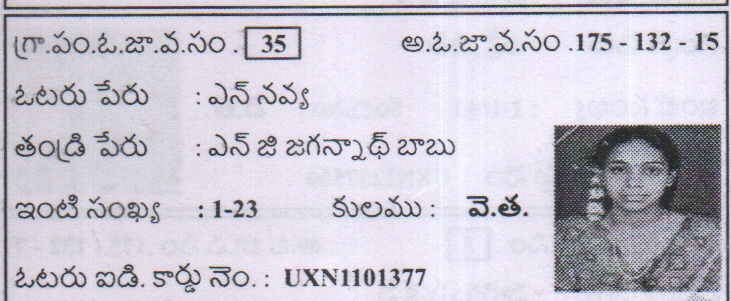 గ్రా.పం.ఓ.జా.వ.సం. 35 అ.ఓ.జా.వ.సం .175 - 132 - 15
ఓటరు పేరు : ఎన్ నవ్య
తండ్రి పేరు : ఎన్ జి జగన్నాథ్ బాబు
ఇంటి సంఖ్య : 1-23 కులము : వె.త.
ఓటరు ఐడి. కార్డు నెం. : UXN1101377